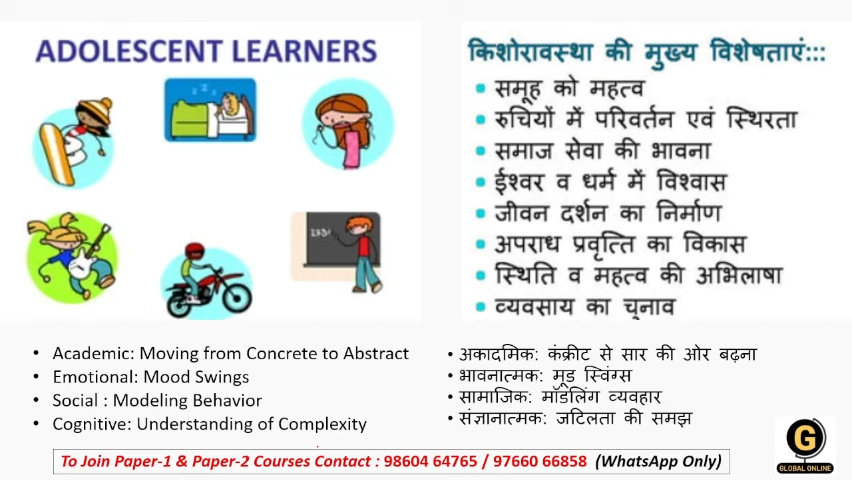 ADOLESCENT LEARNERS
किशोरावस्था की मुख्य विशेषताएं:::
समूह को महत्व
रुचियों में परिवर्तन एवं स्थिरता
समाज सेवा की भावना
ईश्वर व धर्म में विश्वास
जीवन दर्शन का निर्माण
अपराध प्रवृत्ति का विकास
स्थिति व महत्व की अभिलाषा
व्यवसाय का चुनाव
• Academic: Moving from Concrete to Abstract
• Emotional: Mood Swings
• Social : Modeling Behavior
• Cognitive: Understanding of Complexity
• अकादमिक: कंक्रीट से सार की ओर बढ़ना
• भावनात्मक: मूड स्विंग्स
• सामाजिक: मॉडलिंग व्यवहार
• संज्ञानात्मक: जटिलता की समझ
To Join Paper-1 & Paper-2 Courses Contact : 98604 64765 / 97660 66858 (WhatsApp Only)
G
GLOBAL ONLINE